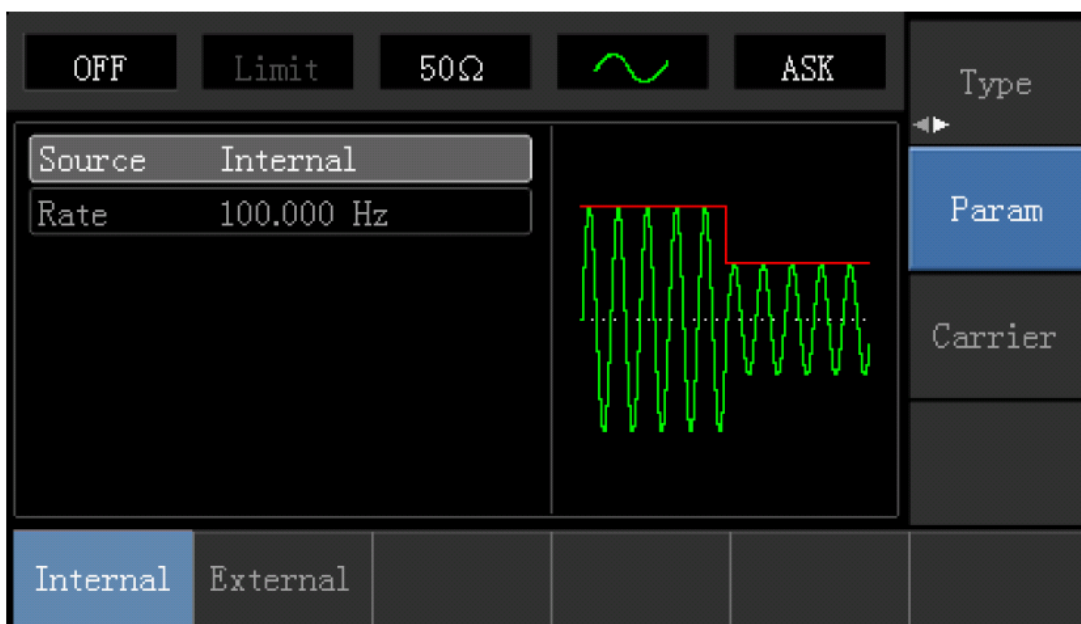 OFF Limit 50Ω ASK
Type
Source Internal
Rate 100.000 Hz
Param
Carrier
Internal External